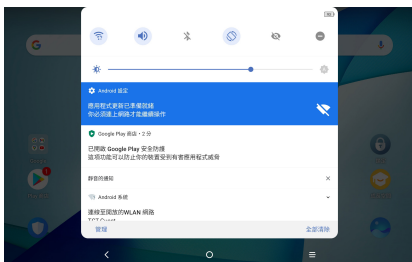 Android 設定
應用程式更新已準備就緒
你必須連上網路才能繼續操作
Google Play 商店 • 2 分
已開啟 Google Play 安全防護
這項功能可以防止你的裝置受到有害應用程式威脅
靜音的通知
Android 系統
連線至開放的WLAN 網路
TCT Guest
管理
全部清除